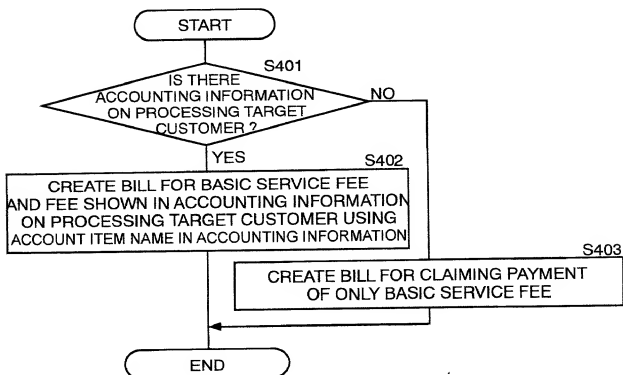 START
S401
IS THERE
ACCOUNTING INFORMATION
ON PROCESSING TARGET
CUSTOMER ?
NO
YES
S402
CREATE BILL FOR BASIC SERVICE FEE
AND FEE SHOWN IN ACCOUNTING INFORMATION
ON PROCESSING TARGET CUSTOMER USING
ACCOUNT ITEM NAME IN ACCOUNTING INFORMATION
S403
CREATE BILL FOR CLAIMING PAYMENT
OF ONLY BASIC SERVICE FEE
END